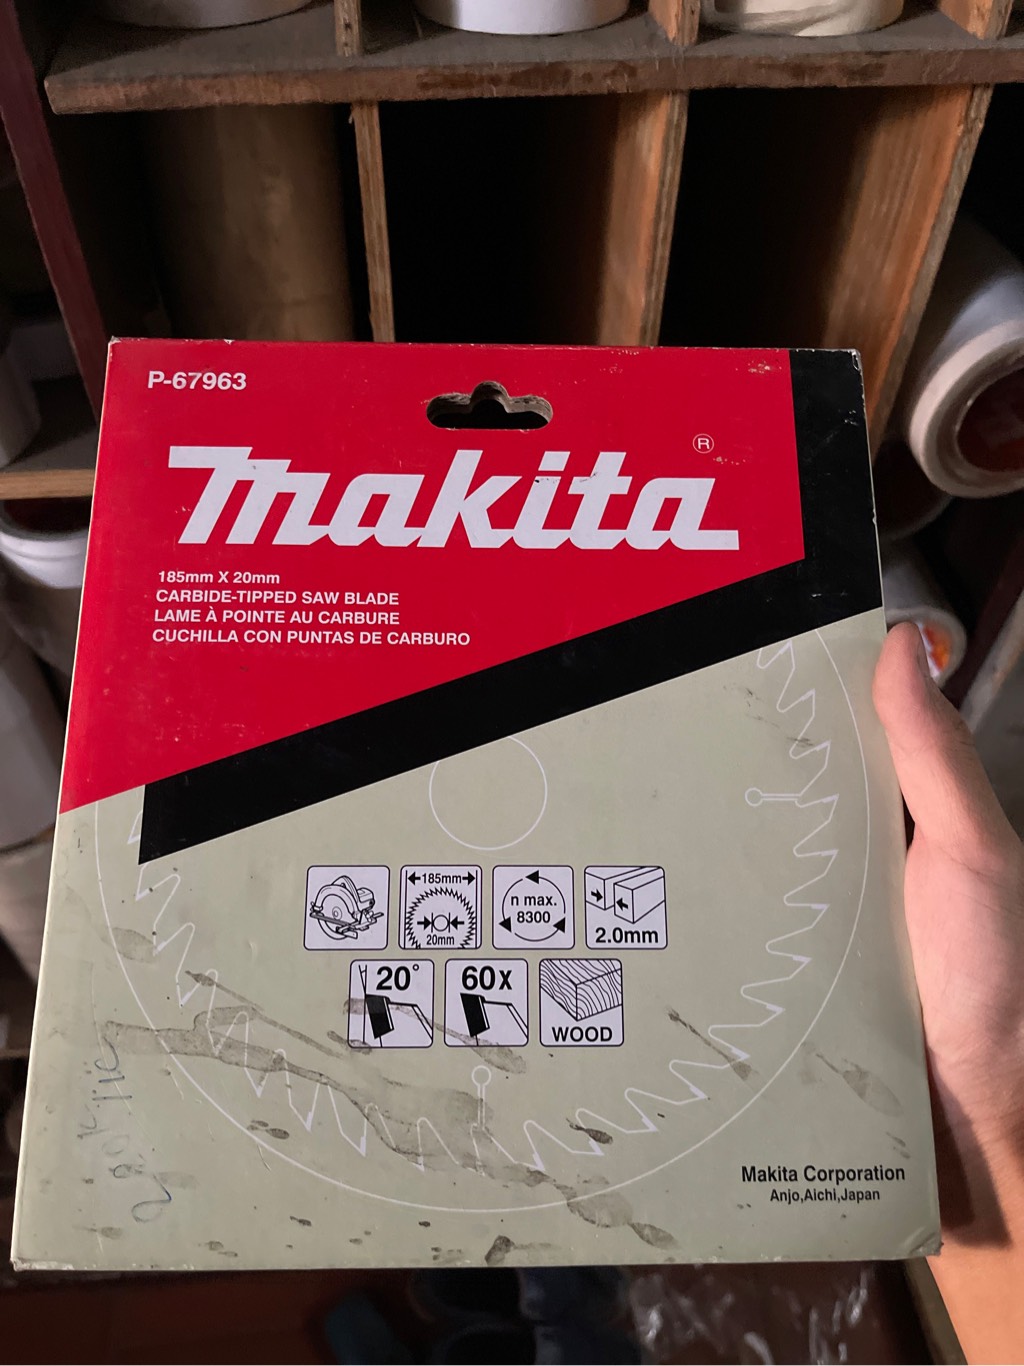 P-67963
makita®
185mm X 20mm
CARBIDE-TIPPED SAW BLADE
LAME À POINTE AU CARBURE
CUCHILLA CON PUNTAS DE CARBURO
185mm
20mm
n max.
8300
2.0mm
20°
60x
WOOD
Makita Corporation
Anjo,Aichi,Japan